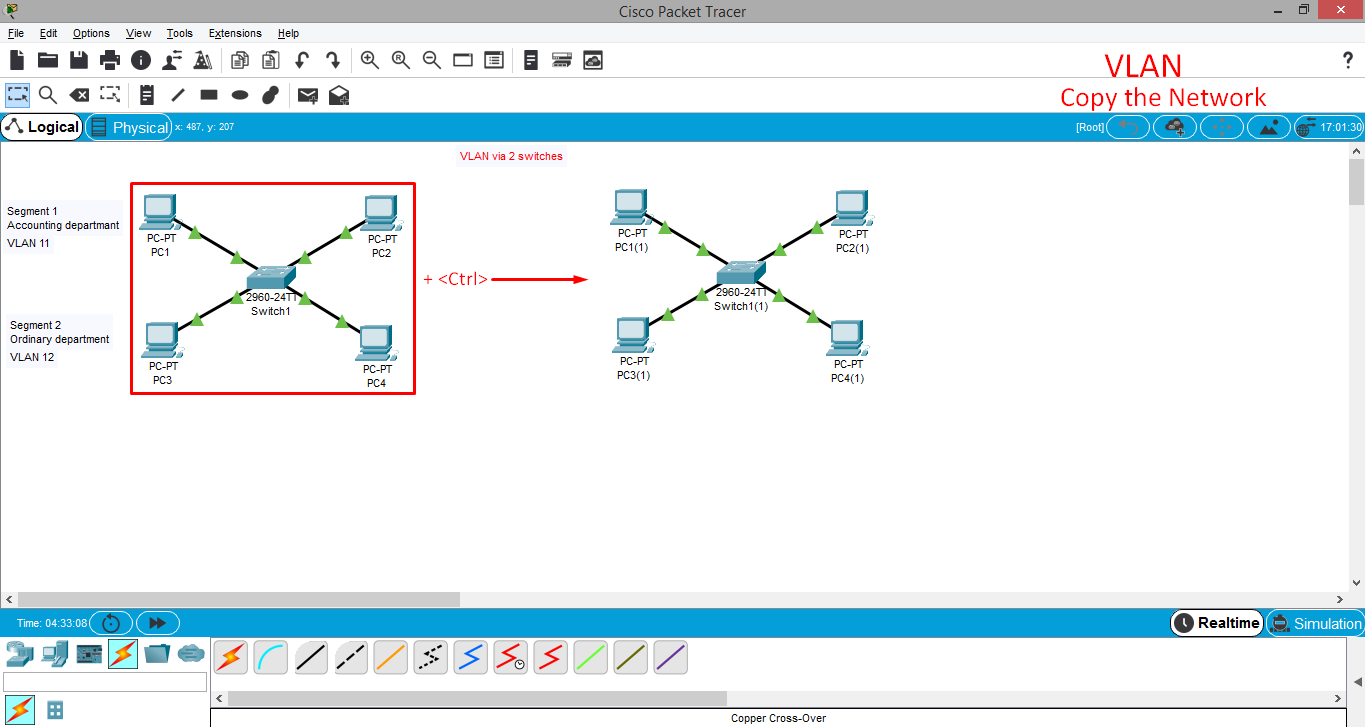 Cisco Packet Tracer
File Edit Options View Tools Extensions Help
VLAN
Copy the Network
Logical Physical x: 487, y: 207 [Root] 17:01:30
VLAN via 2 switches
Segment 1
Accounting departmant
VLAN 11
Segment 2
Ordinary department
VLAN 12
PC-PT
PC1
PC-PT
PC2
2960-24TT
Switch1
PC-PT
PC3
PC-PT
PC4
+ <Ctrl>
PC-PT
PC1(1)
PC-PT
PC2(1)
2960-24TT
Switch1(1)
PC-PT
PC3(1)
PC-PT
PC4(1)
Time: 04:33:08 Realtime Simulation
Copper Cross-Over